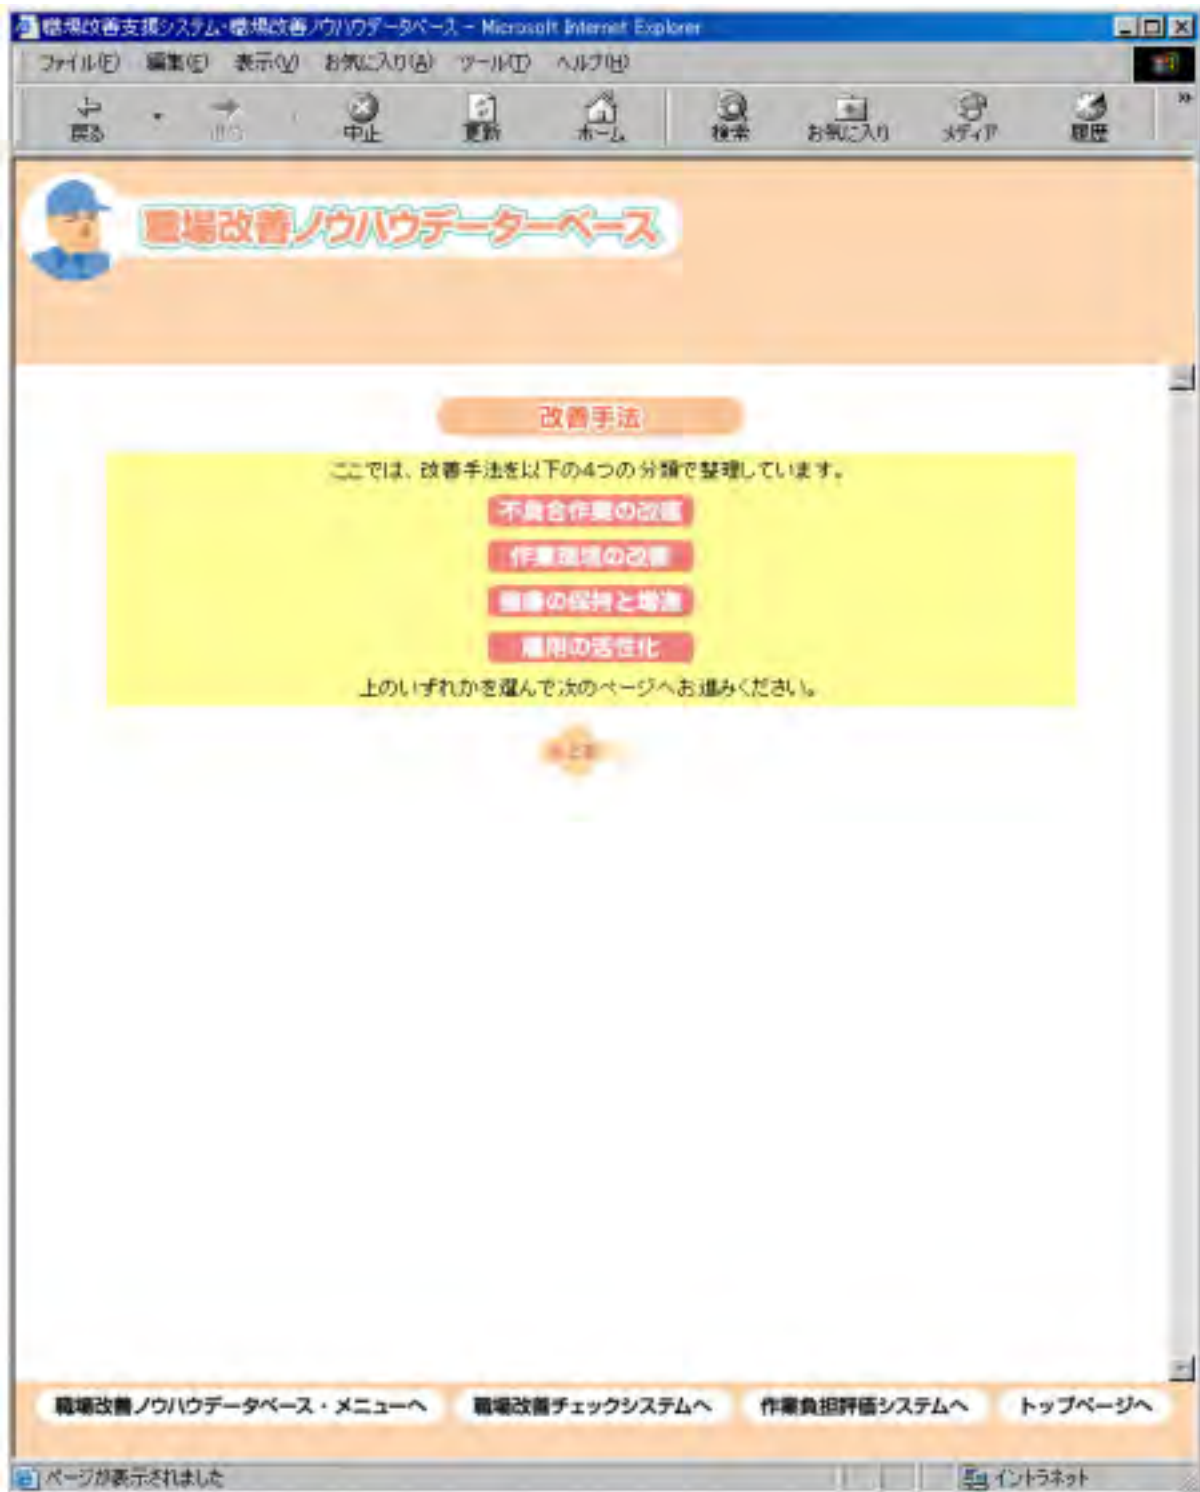 職場改善支援システム・職場改善ノウハウデータベース - Microsoft Internet Explorer
ファイル(F) 編集(E) 表示(V) お気に入り(A) ツール(T) ヘルプ(H)
戻る 中止 更新 ホーム 検索 お気に入り メディア 履歴 »
職場改善ノウハウデーターベース
改善手法
ここでは、改善手法を以下の4つの分類で整理しています。
不具合作業の改善
作業環境の改善
健康の保持と増進
雇用の活性化
上のいずれかを選んで次のページへお進みください。
職場改善ノウハウデータベース・メニューへ 職場改善チェックシステムへ 作業負担評価システムへ トップページへ
ページが表示されました イントラネット